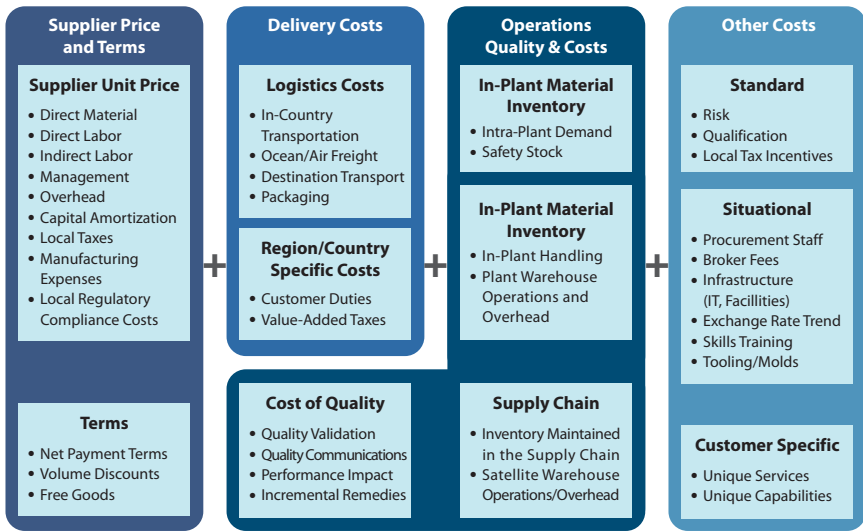 Supplier Price
and Terms
Supplier Unit Price
• Direct Material
• Direct Labor
• Indirect Labor
• Management
• Overhead
• Capital Amortization
• Local Taxes
• Manufacturing
Expenses
• Local Regulatory
Compliance Costs
Terms
• Net Payment Terms
• Volume Discounts
• Free Goods
+
Delivery Costs
Logistics Costs
• In-Country
Transportation
• Ocean/Air Freight
• Destination Transport
• Packaging
Region/Country
Specific Costs
• Customer Duties
• Value-Added Taxes
+
Operations
Quality & Costs
In-Plant Material
Inventory
• Intra-Plant Demand
• Safety Stock
In-Plant Material
Inventory
• In-Plant Handling
• Plant Warehouse
Operations and
Overhead
Cost of Quality
• Quality Validation
• Quality Communications
• Performance Impact
• Incremental Remedies
Supply Chain
• Inventory Maintained
in the Supply Chain
• Satellite Warehouse
Operations/Overhead
+
Other Costs
Standard
• Risk
• Qualification
• Local Tax Incentives
Situational
• Procurement Staff
• Broker Fees
• Infrastructure
(IT, Facillities)
• Exchange Rate Trend
• Skills Training
• Tooling/Molds
Customer Specific
• Unique Services
• Unique Capabilities